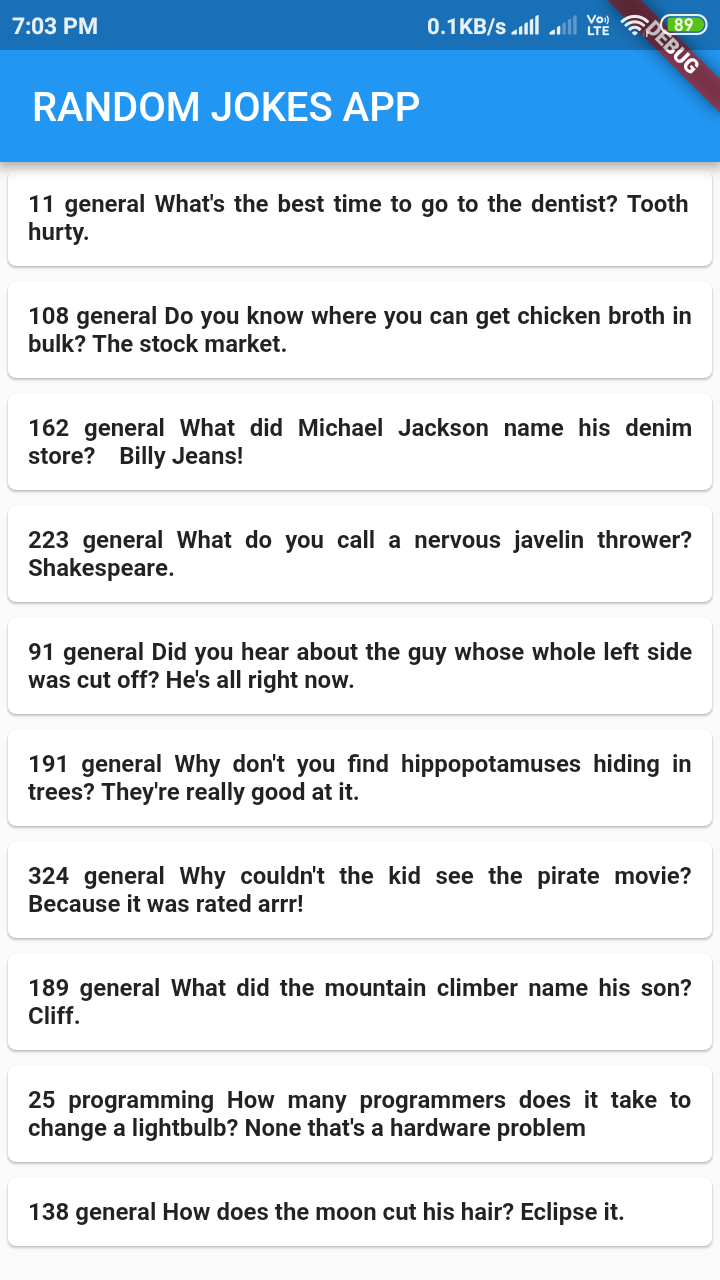 7:03 PM 0.1KB/s Vo)) LTE 89
DEBUG
RANDOM JOKES APP
11 general What's the best time to go to the dentist? Tooth
hurty.
108 general Do you know where you can get chicken broth in
bulk? The stock market.
162 general What did Michael Jackson name his denim
store?    Billy Jeans!
223 general What do you call a nervous javelin thrower?
Shakespeare.
91 general Did you hear about the guy whose whole left side
was cut off? He's all right now.
191 general Why don't you find hippopotamuses hiding in
trees? They're really good at it.
324 general Why couldn't the kid see the pirate movie?
Because it was rated arrr!
189 general What did the mountain climber name his son?
Cliff.
25 programming How many programmers does it take to
change a lightbulb? None that's a hardware problem
138 general How does the moon cut his hair? Eclipse it.